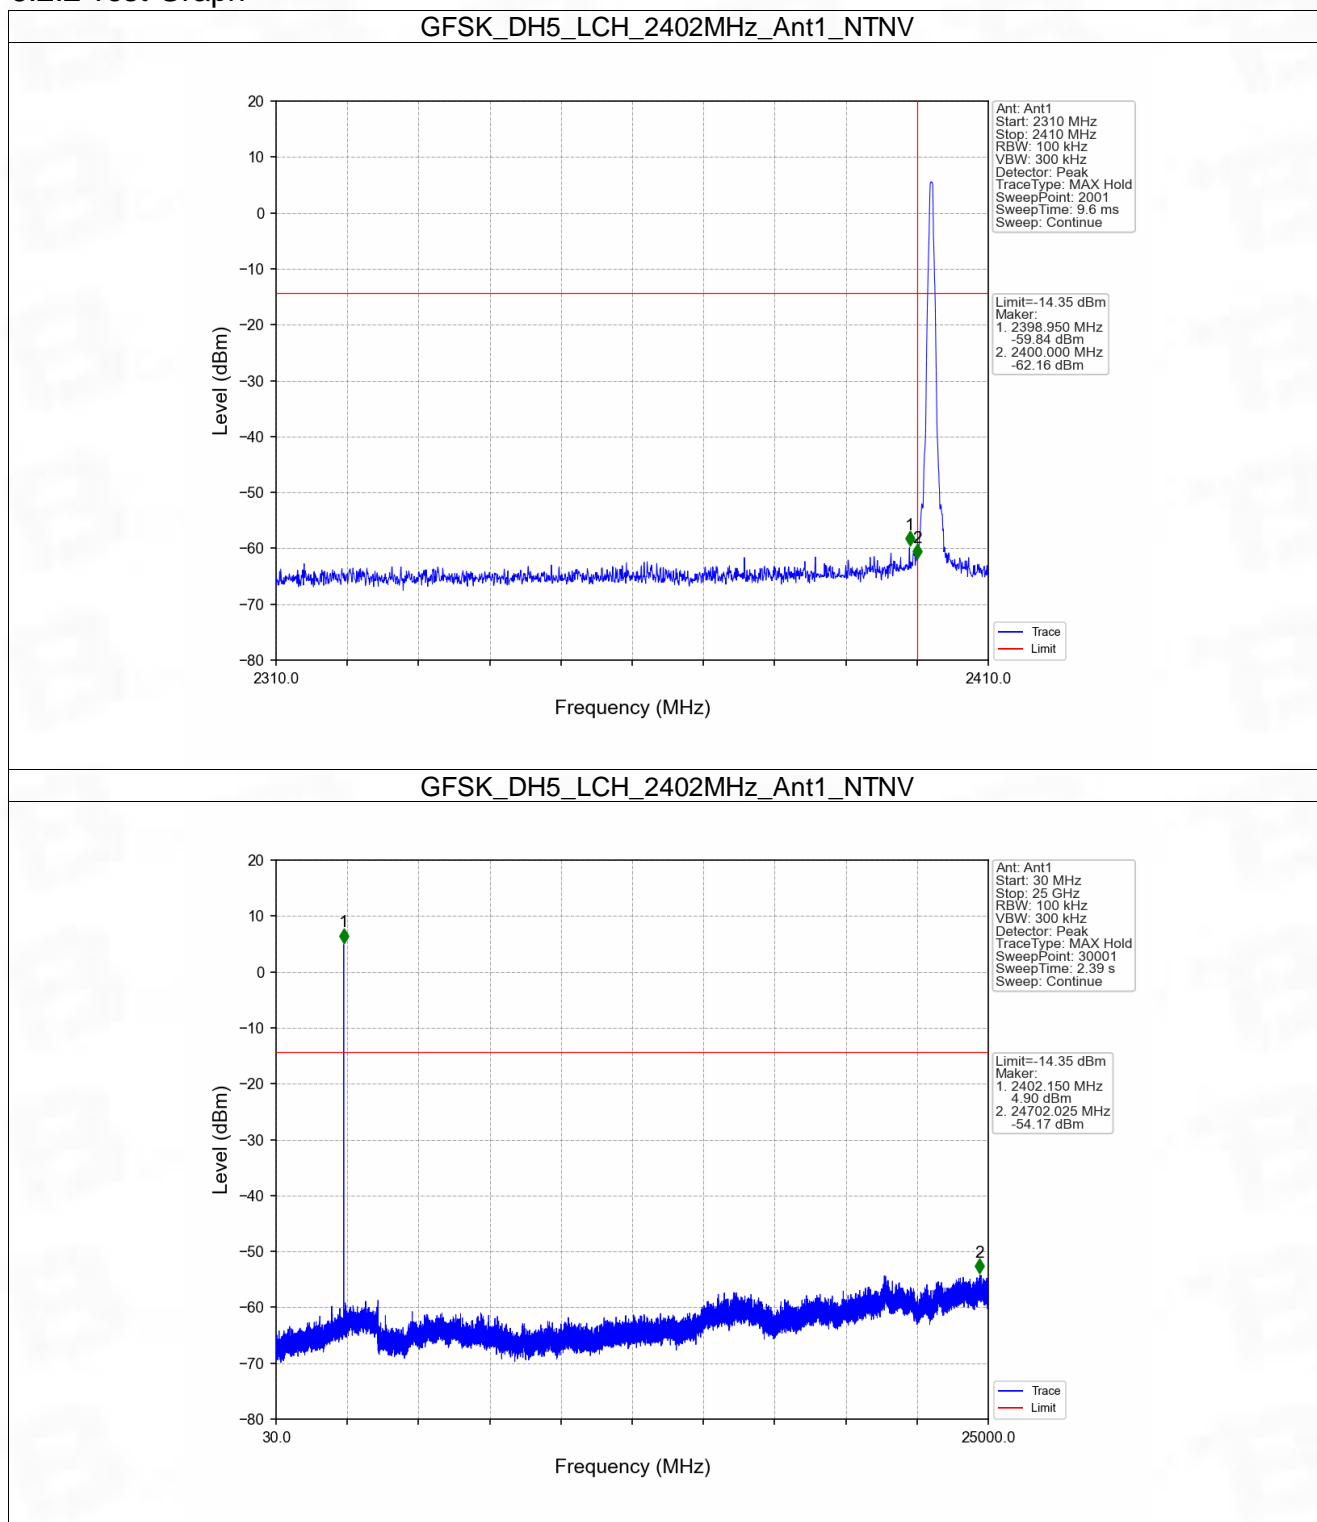 GFSK_DH5_LCH_2402MHz_Ant1_NTNV
20
10
0
−10
−20
−30
−40
−50
−60
−70
−80
Level (dBm)
2310.0
2410.0
Frequency (MHz)
1
2
Ant: Ant1
Start: 2310 MHz
Stop: 2410 MHz
RBW: 100 kHz
VBW: 300 kHz
Detector: Peak
TraceType: MAX Hold
SweepPoint: 2001
SweepTime: 9.6 ms
Sweep: Continue
Limit=-14.35 dBm
Maker:
1. 2398.950 MHz
-59.84 dBm
2. 2400.000 MHz
-62.16 dBm
Trace
Limit
GFSK_DH5_LCH_2402MHz_Ant1_NTNV
20
10
0
−10
−20
−30
−40
−50
−60
−70
−80
Level (dBm)
30.0
25000.0
Frequency (MHz)
1
2
Ant: Ant1
Start: 30 MHz
Stop: 25 GHz
RBW: 100 kHz
VBW: 300 kHz
Detector: Peak
TraceType: MAX Hold
SweepPoint: 30001
SweepTime: 2.39 s
Sweep: Continue
Limit=-14.35 dBm
Maker:
1. 2402.150 MHz
4.90 dBm
2. 24702.025 MHz
-54.17 dBm
Trace
Limit